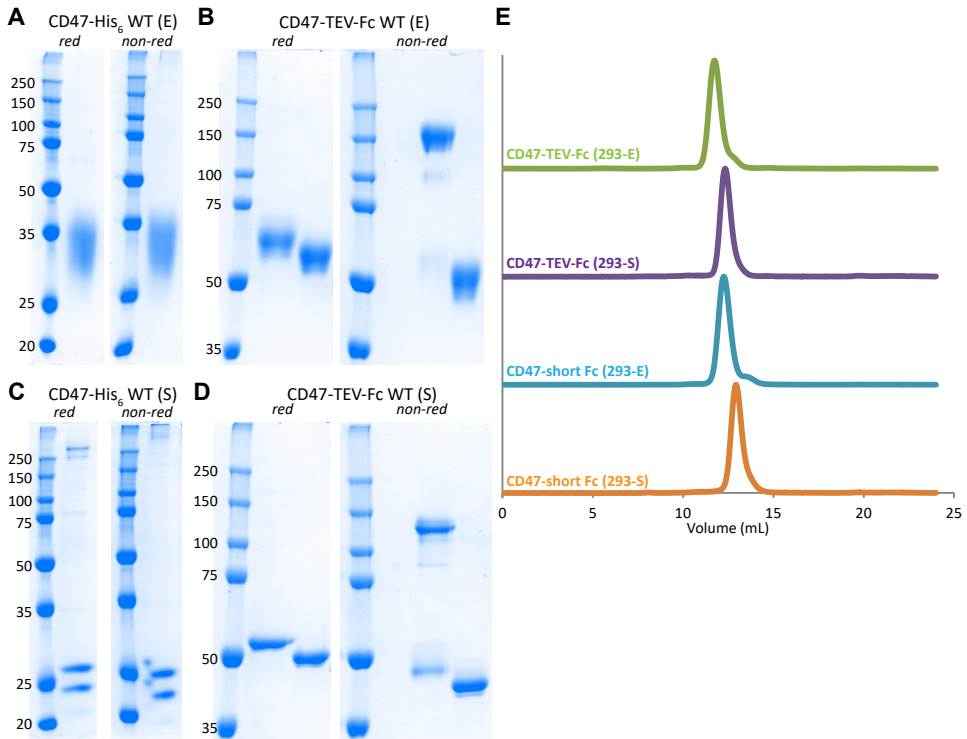 A
CD47-His6 WT (E)
red
non-red
250
150
100
75
50
35
25
20
B
CD47-TEV-Fc WT (E)
red
non-red
250
150
100
75
50
35
C
CD47-His6 WT (S)
red
non-red
250
150
100
75
50
35
25
20
D
CD47-TEV-Fc WT (S)
red
non-red
250
150
100
75
50
35
E
CD47-TEV-Fc (293-E)
CD47-TEV-Fc (293-S)
CD47-short Fc (293-E)
CD47-short Fc (293-S)
0 5 10 15 20 25
Volume (mL)